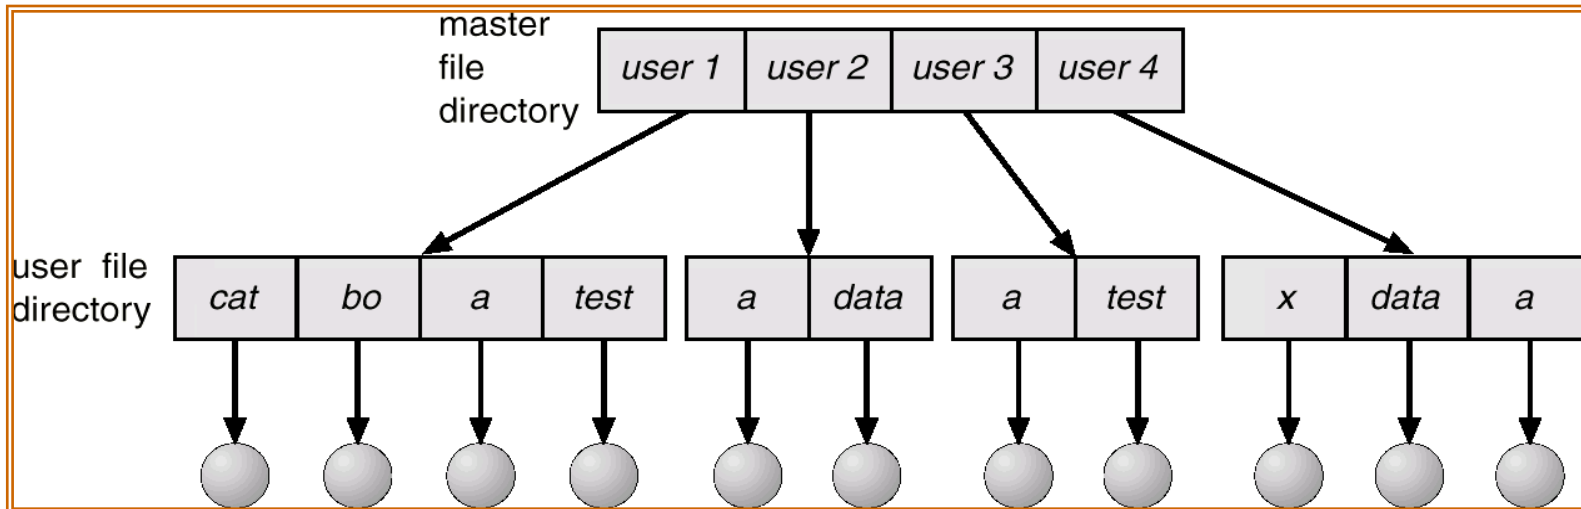 master
file
directory
user 1 user 2 user 3 user 4
user file
directory
cat bo a test a data a test x data a